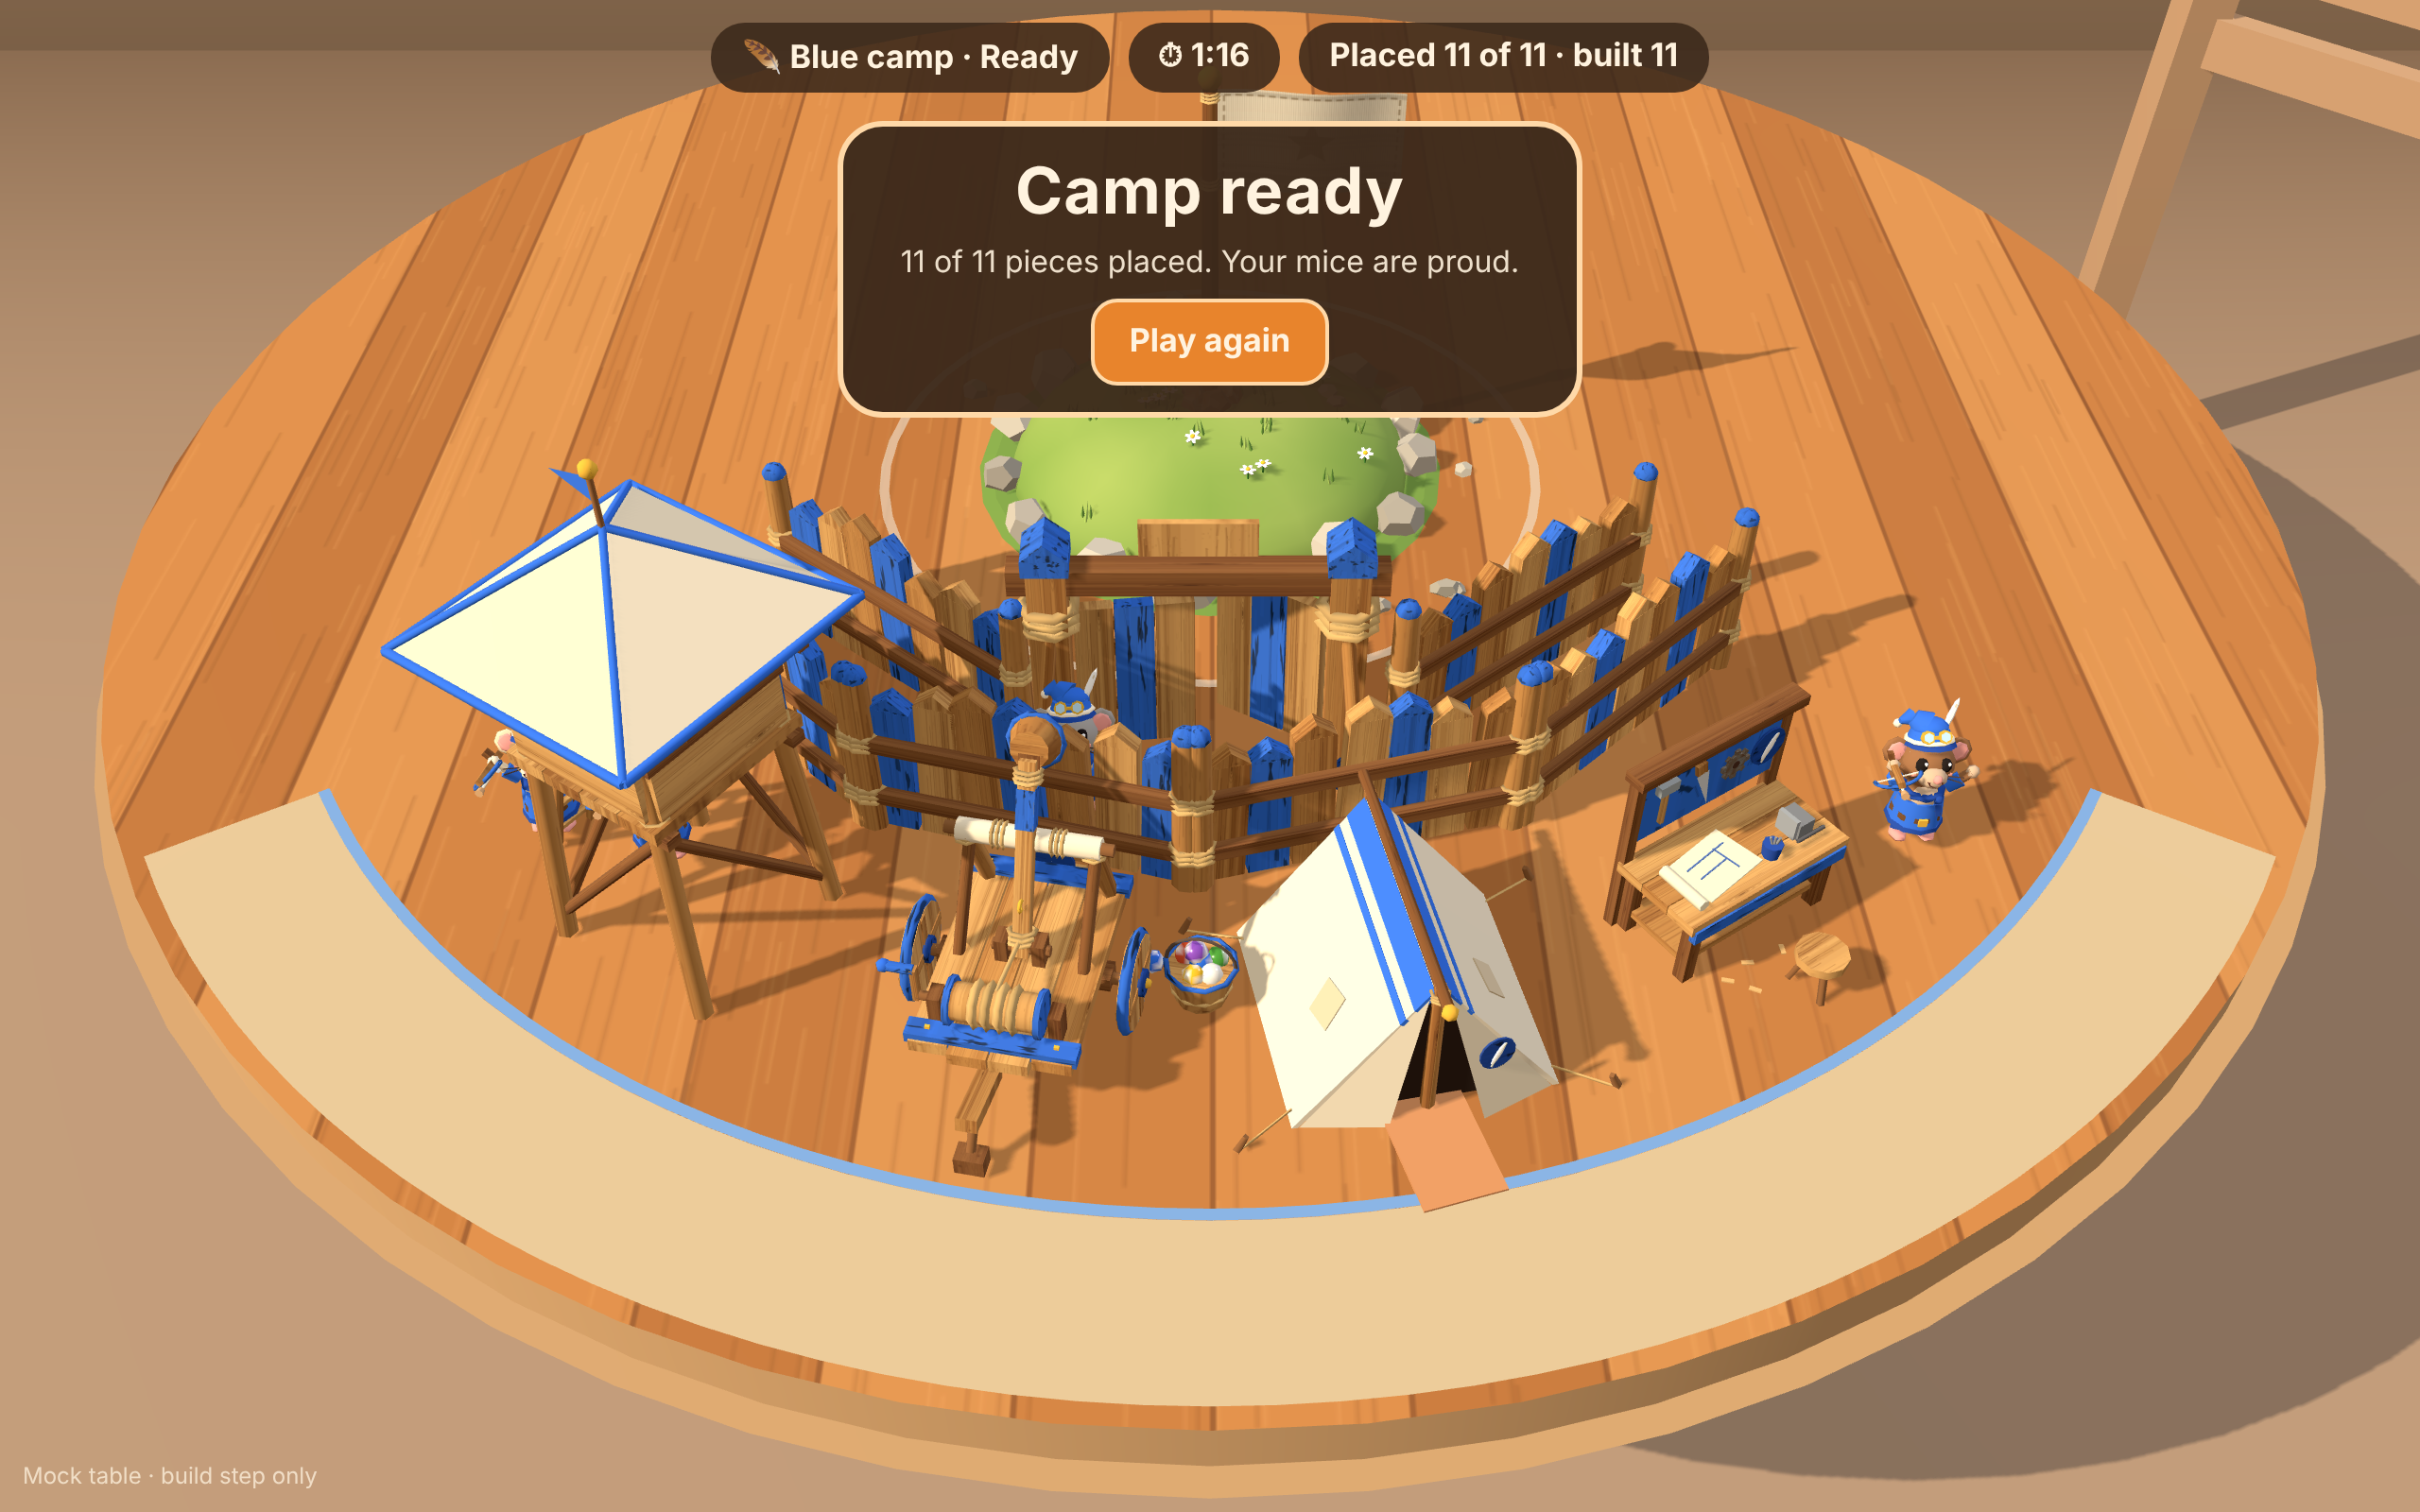 Blue camp · Ready
1:16
Placed 11 of 11 · built 11
Camp ready
11 of 11 pieces placed. Your mice are proud.
Play again
Mock table · build step only